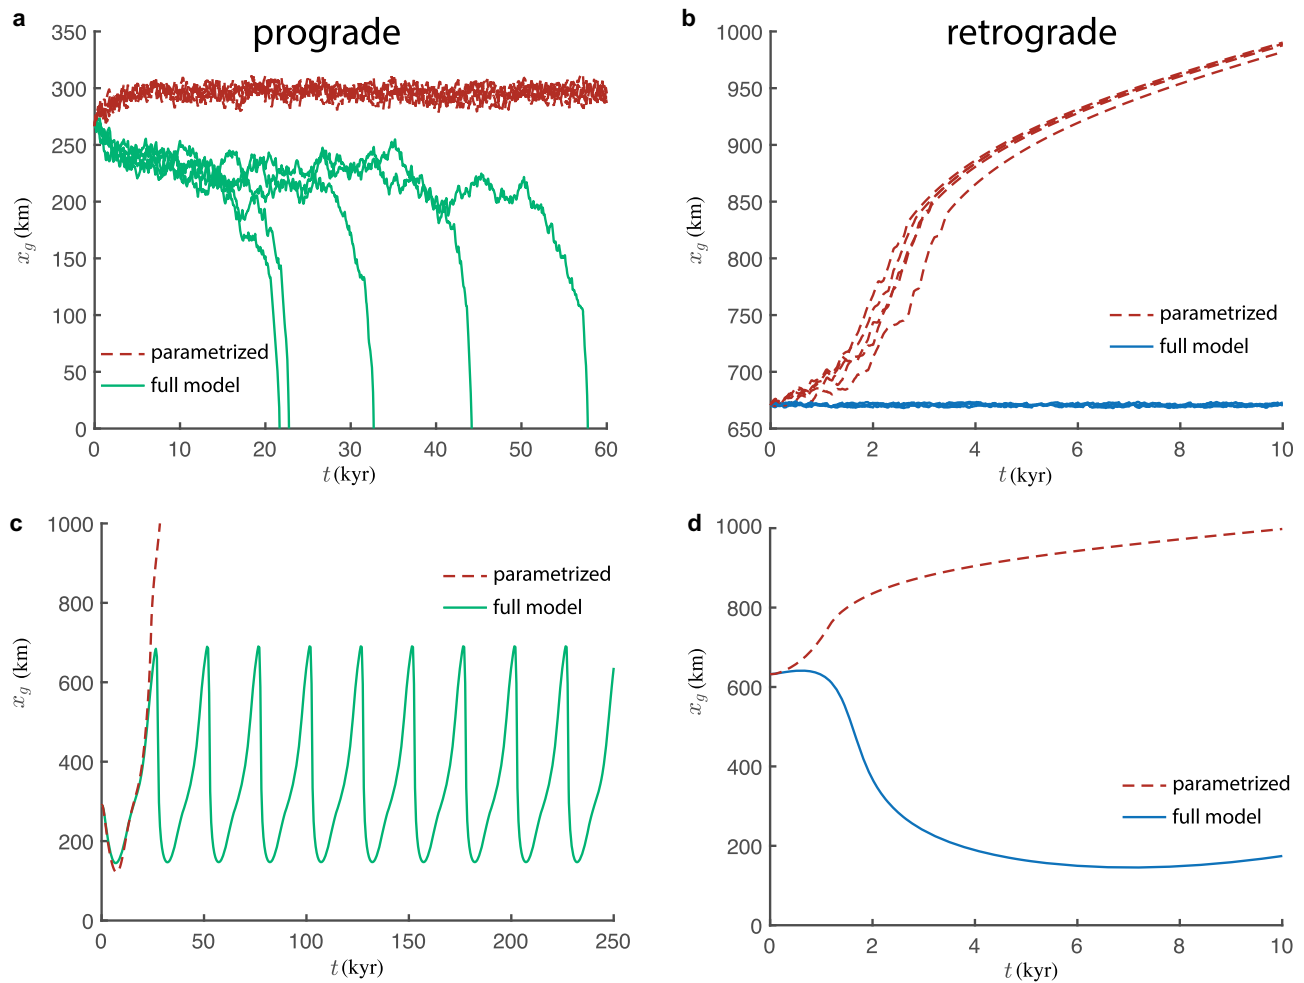 a
prograde
350
300
250
200
150
100
50
0
x_g (km)
parametrized
full model
0 10 20 30 40 50 60
t (kyr)
b
retrograde
1000
950
900
850
800
750
700
650
x_g (km)
parametrized
full model
0 2 4 6 8 10
t (kyr)
c
1000
800
600
400
200
0
x_g (km)
parametrized
full model
0 50 100 150 200 250
t (kyr)
d
1000
800
600
400
200
0
x_g (km)
parametrized
full model
0 2 4 6 8 10
t (kyr)